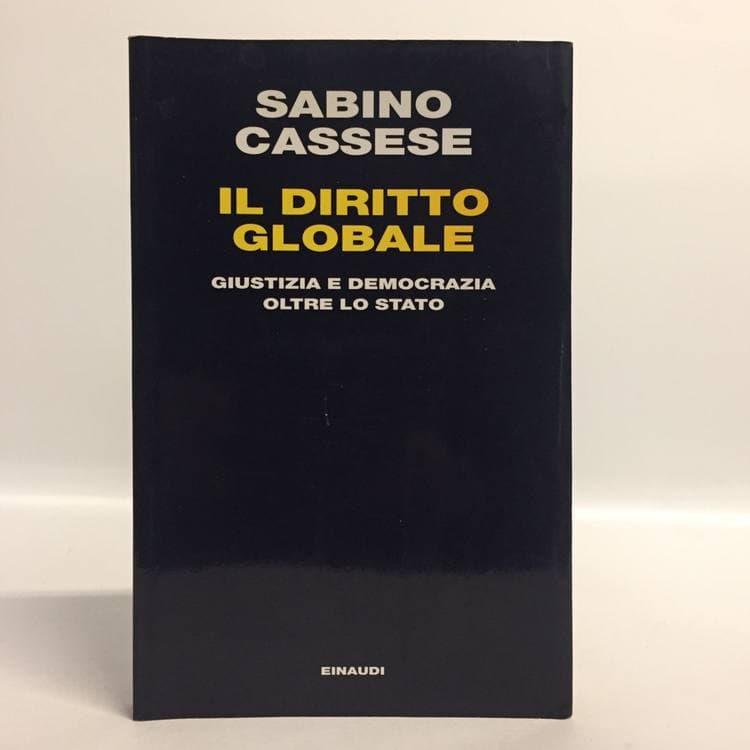 SABINO
CASSESE
IL DIRITTO
GLOBALE
GIUSTIZIA E DEMOCRAZIA
OLTRE LO STATO
EINAUDI